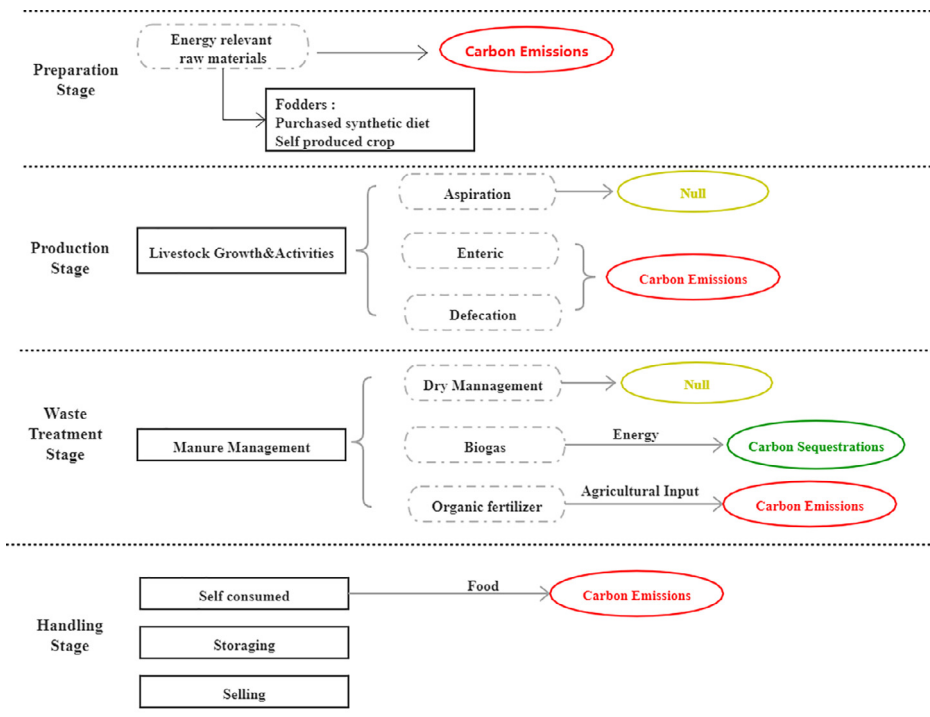 Energy relevant
raw materials
Carbon Emissions
Preparation
Stage
Fodders :
Purchased synthetic diet
Self produced crop
Aspiration
Null
Production
Stage
Livestock Growth&Activities
Enteric
Carbon Emissions
Defecation
Dry Mannagement
Null
Waste
Treatment
Stage
Manure Management
Biogas
Energy
Carbon Sequestrations
Organic fertilizer
Agricultural Input
Carbon Emissions
Handling
Stage
Self consumed
Food
Carbon Emissions
Storaging
Selling